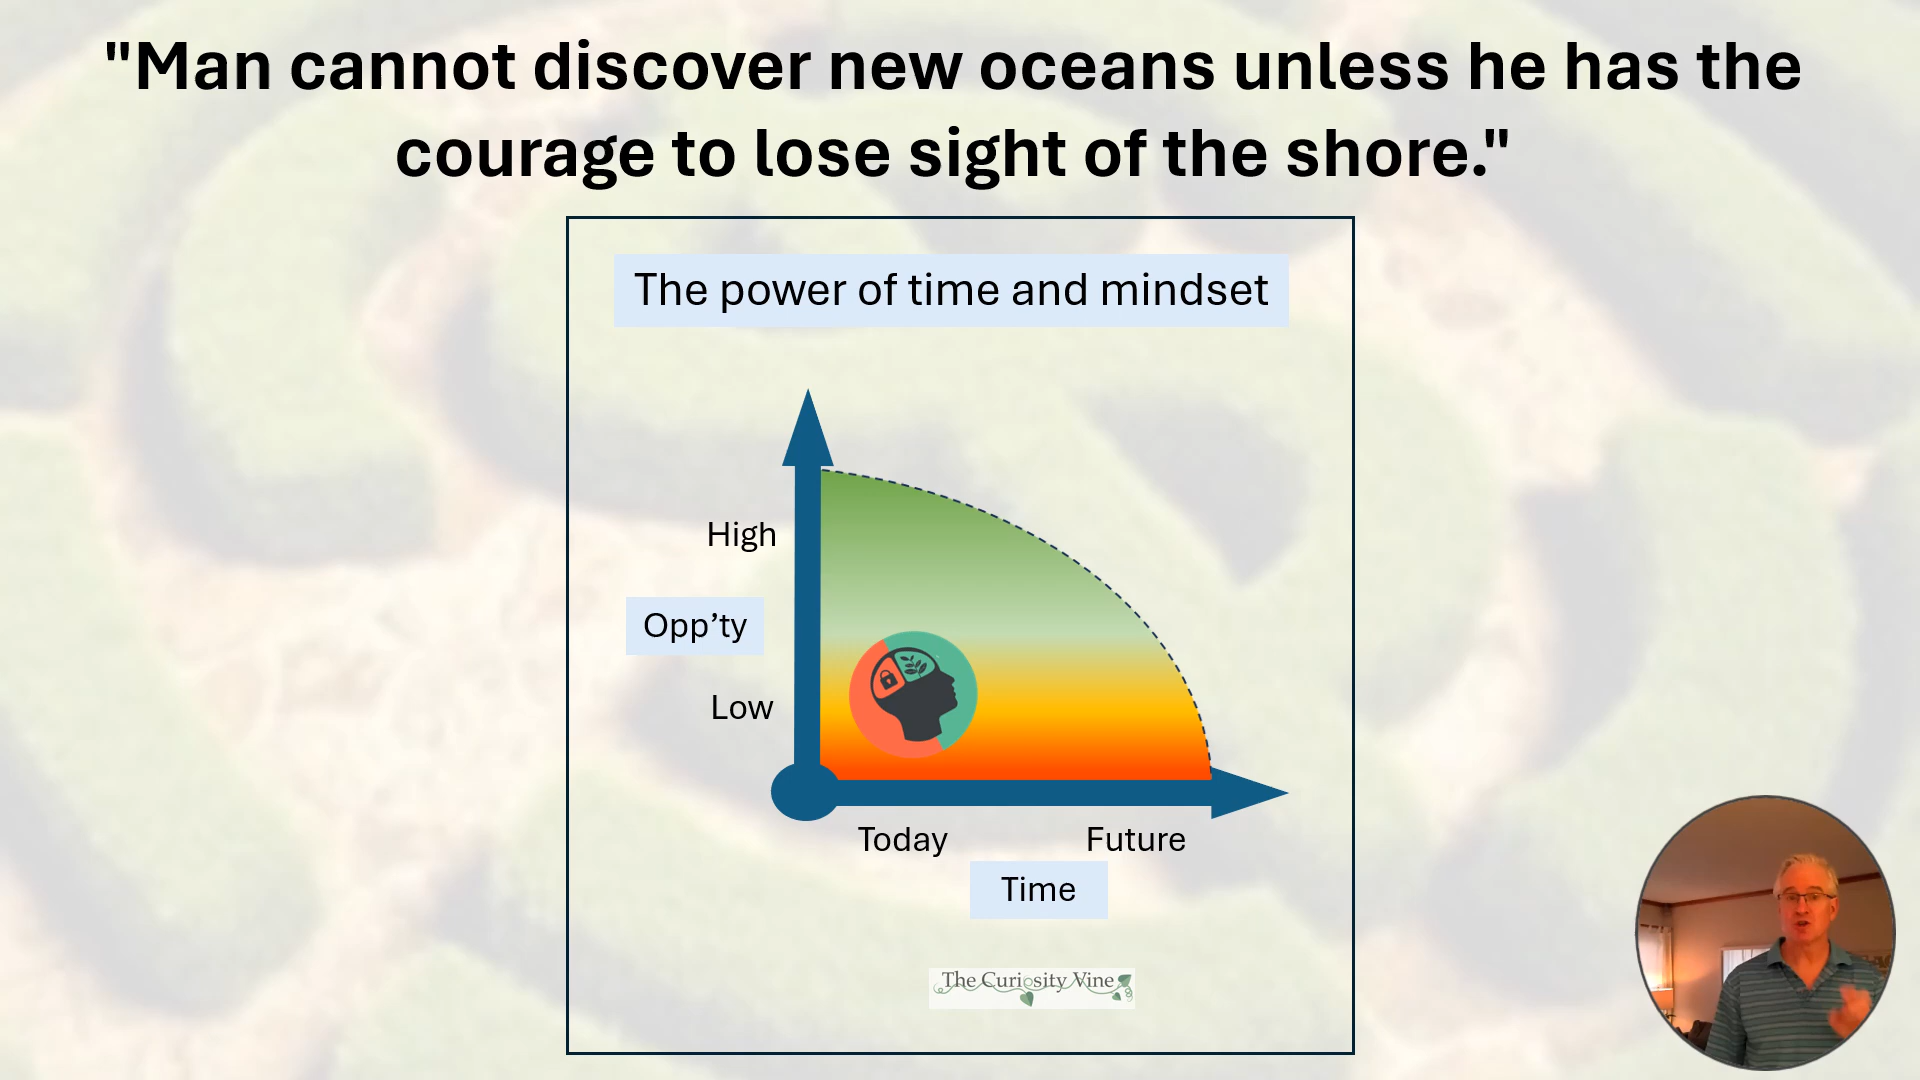 "Man cannot discover new oceans unless he has the
courage to lose sight of the shore."
The power of time and mindset
High
Opp’ty
Low
Today
Future
Time
The Curiosity Vine